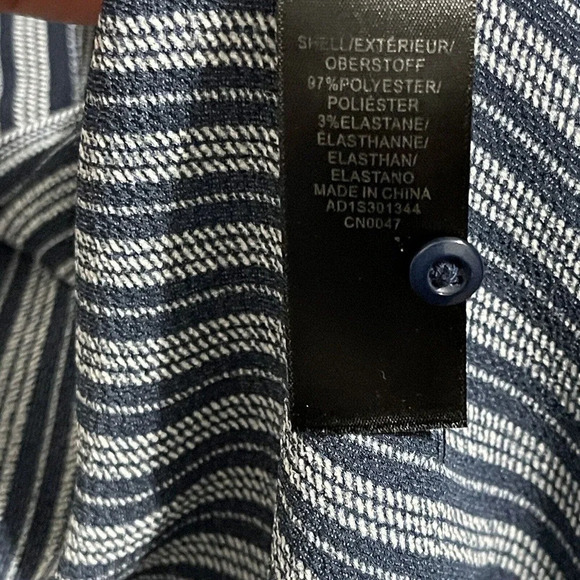 SHELL/EXTÉRIEUR/
OBERSTOFF
97%POLYESTER/
POLIÉSTER
3%ELASTANE/
ÉLASTHANNE/
ELASTHAN/
ELASTANO
MADE IN CHINA
AD1S301344
CN0047